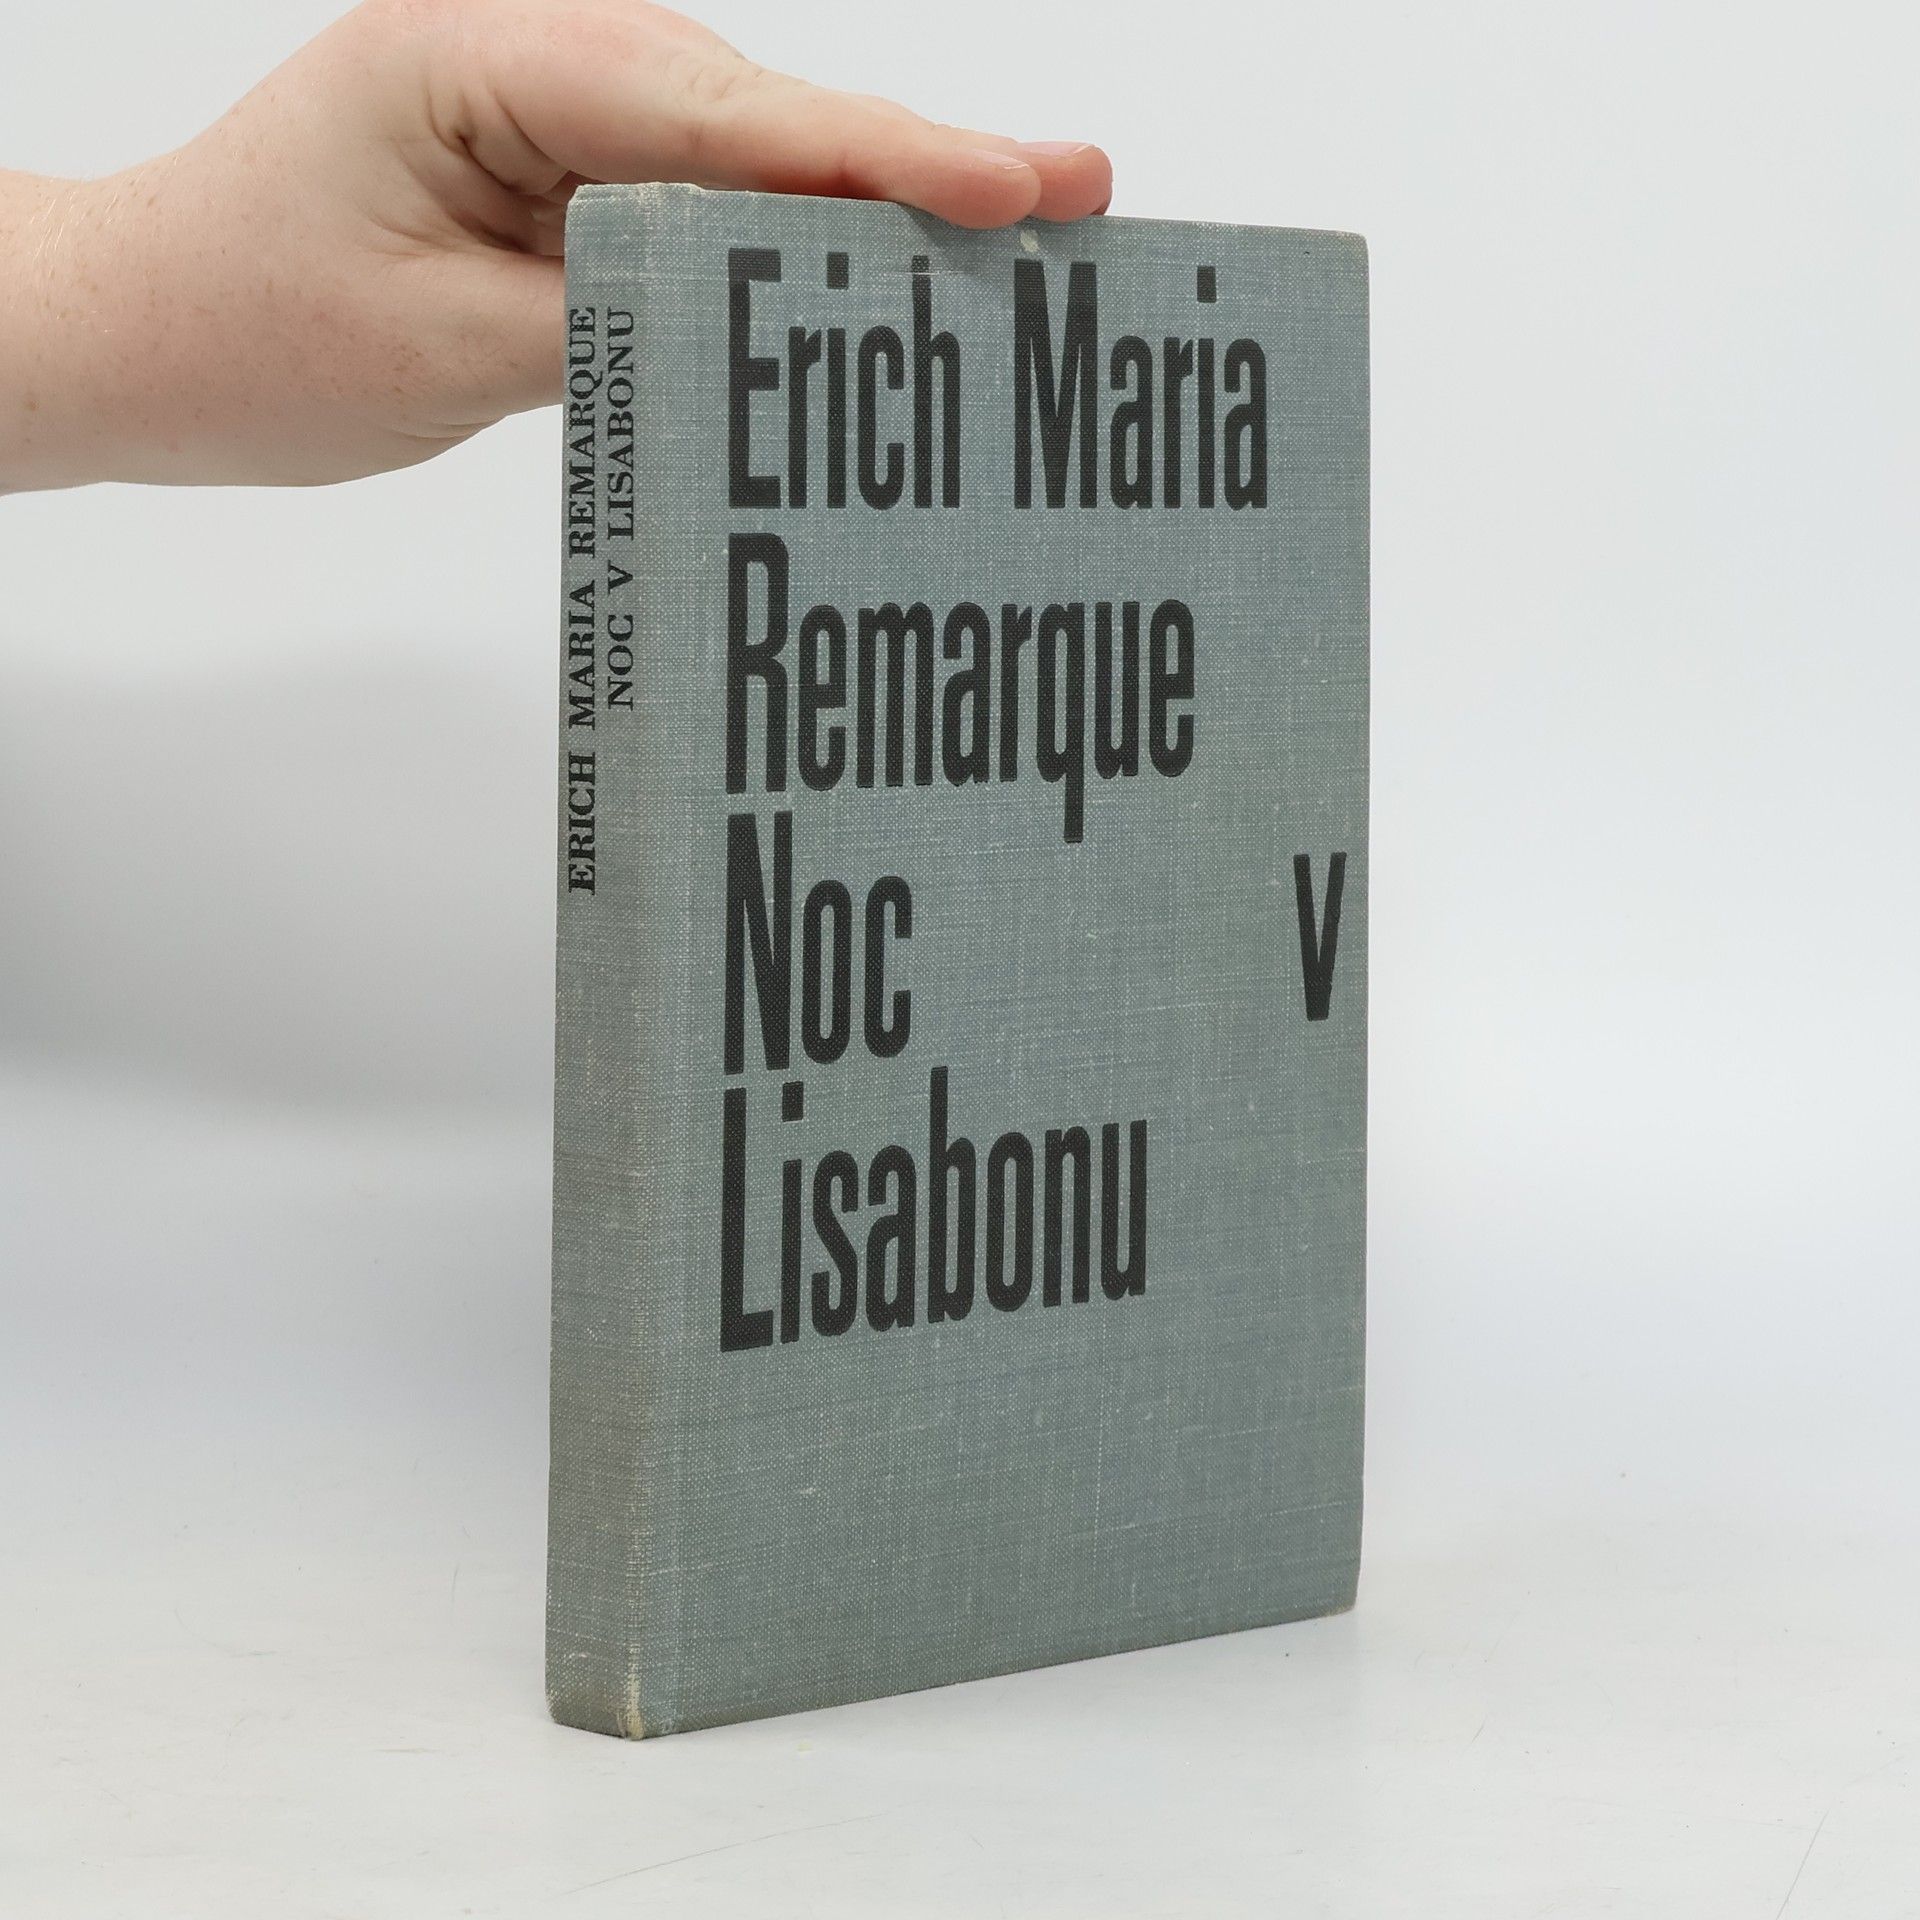 ERICH MARIA REMARQUE
NOC V LISABONU
Erich Maria
Remarque
Noc v
Lisabonu